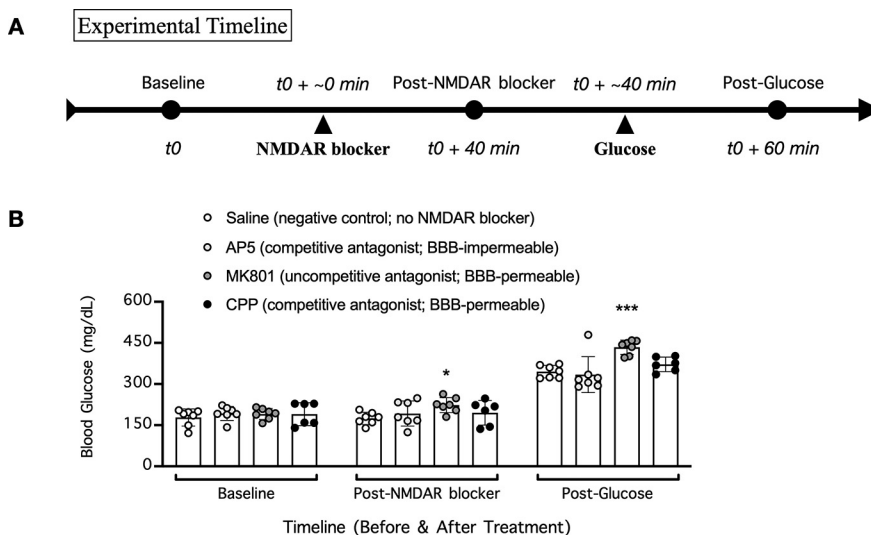 A
Experimental Timeline
Baseline t0 + ~0 min Post-NMDAR blocker t0 + ~40 min Post-Glucose
t0 NMDAR blocker t0 + 40 min Glucose t0 + 60 min
B
Saline (negative control; no NMDAR blocker)
AP5 (competitive antagonist; BBB-impermeable)
MK801 (uncompetitive antagonist; BBB-permeable)
CPP (competitive antagonist; BBB-permeable)
Blood Glucose (mg/dL)
600
450
300
150
0
*
***
Baseline Post-NMDAR blocker Post-Glucose
Timeline (Before & After Treatment)